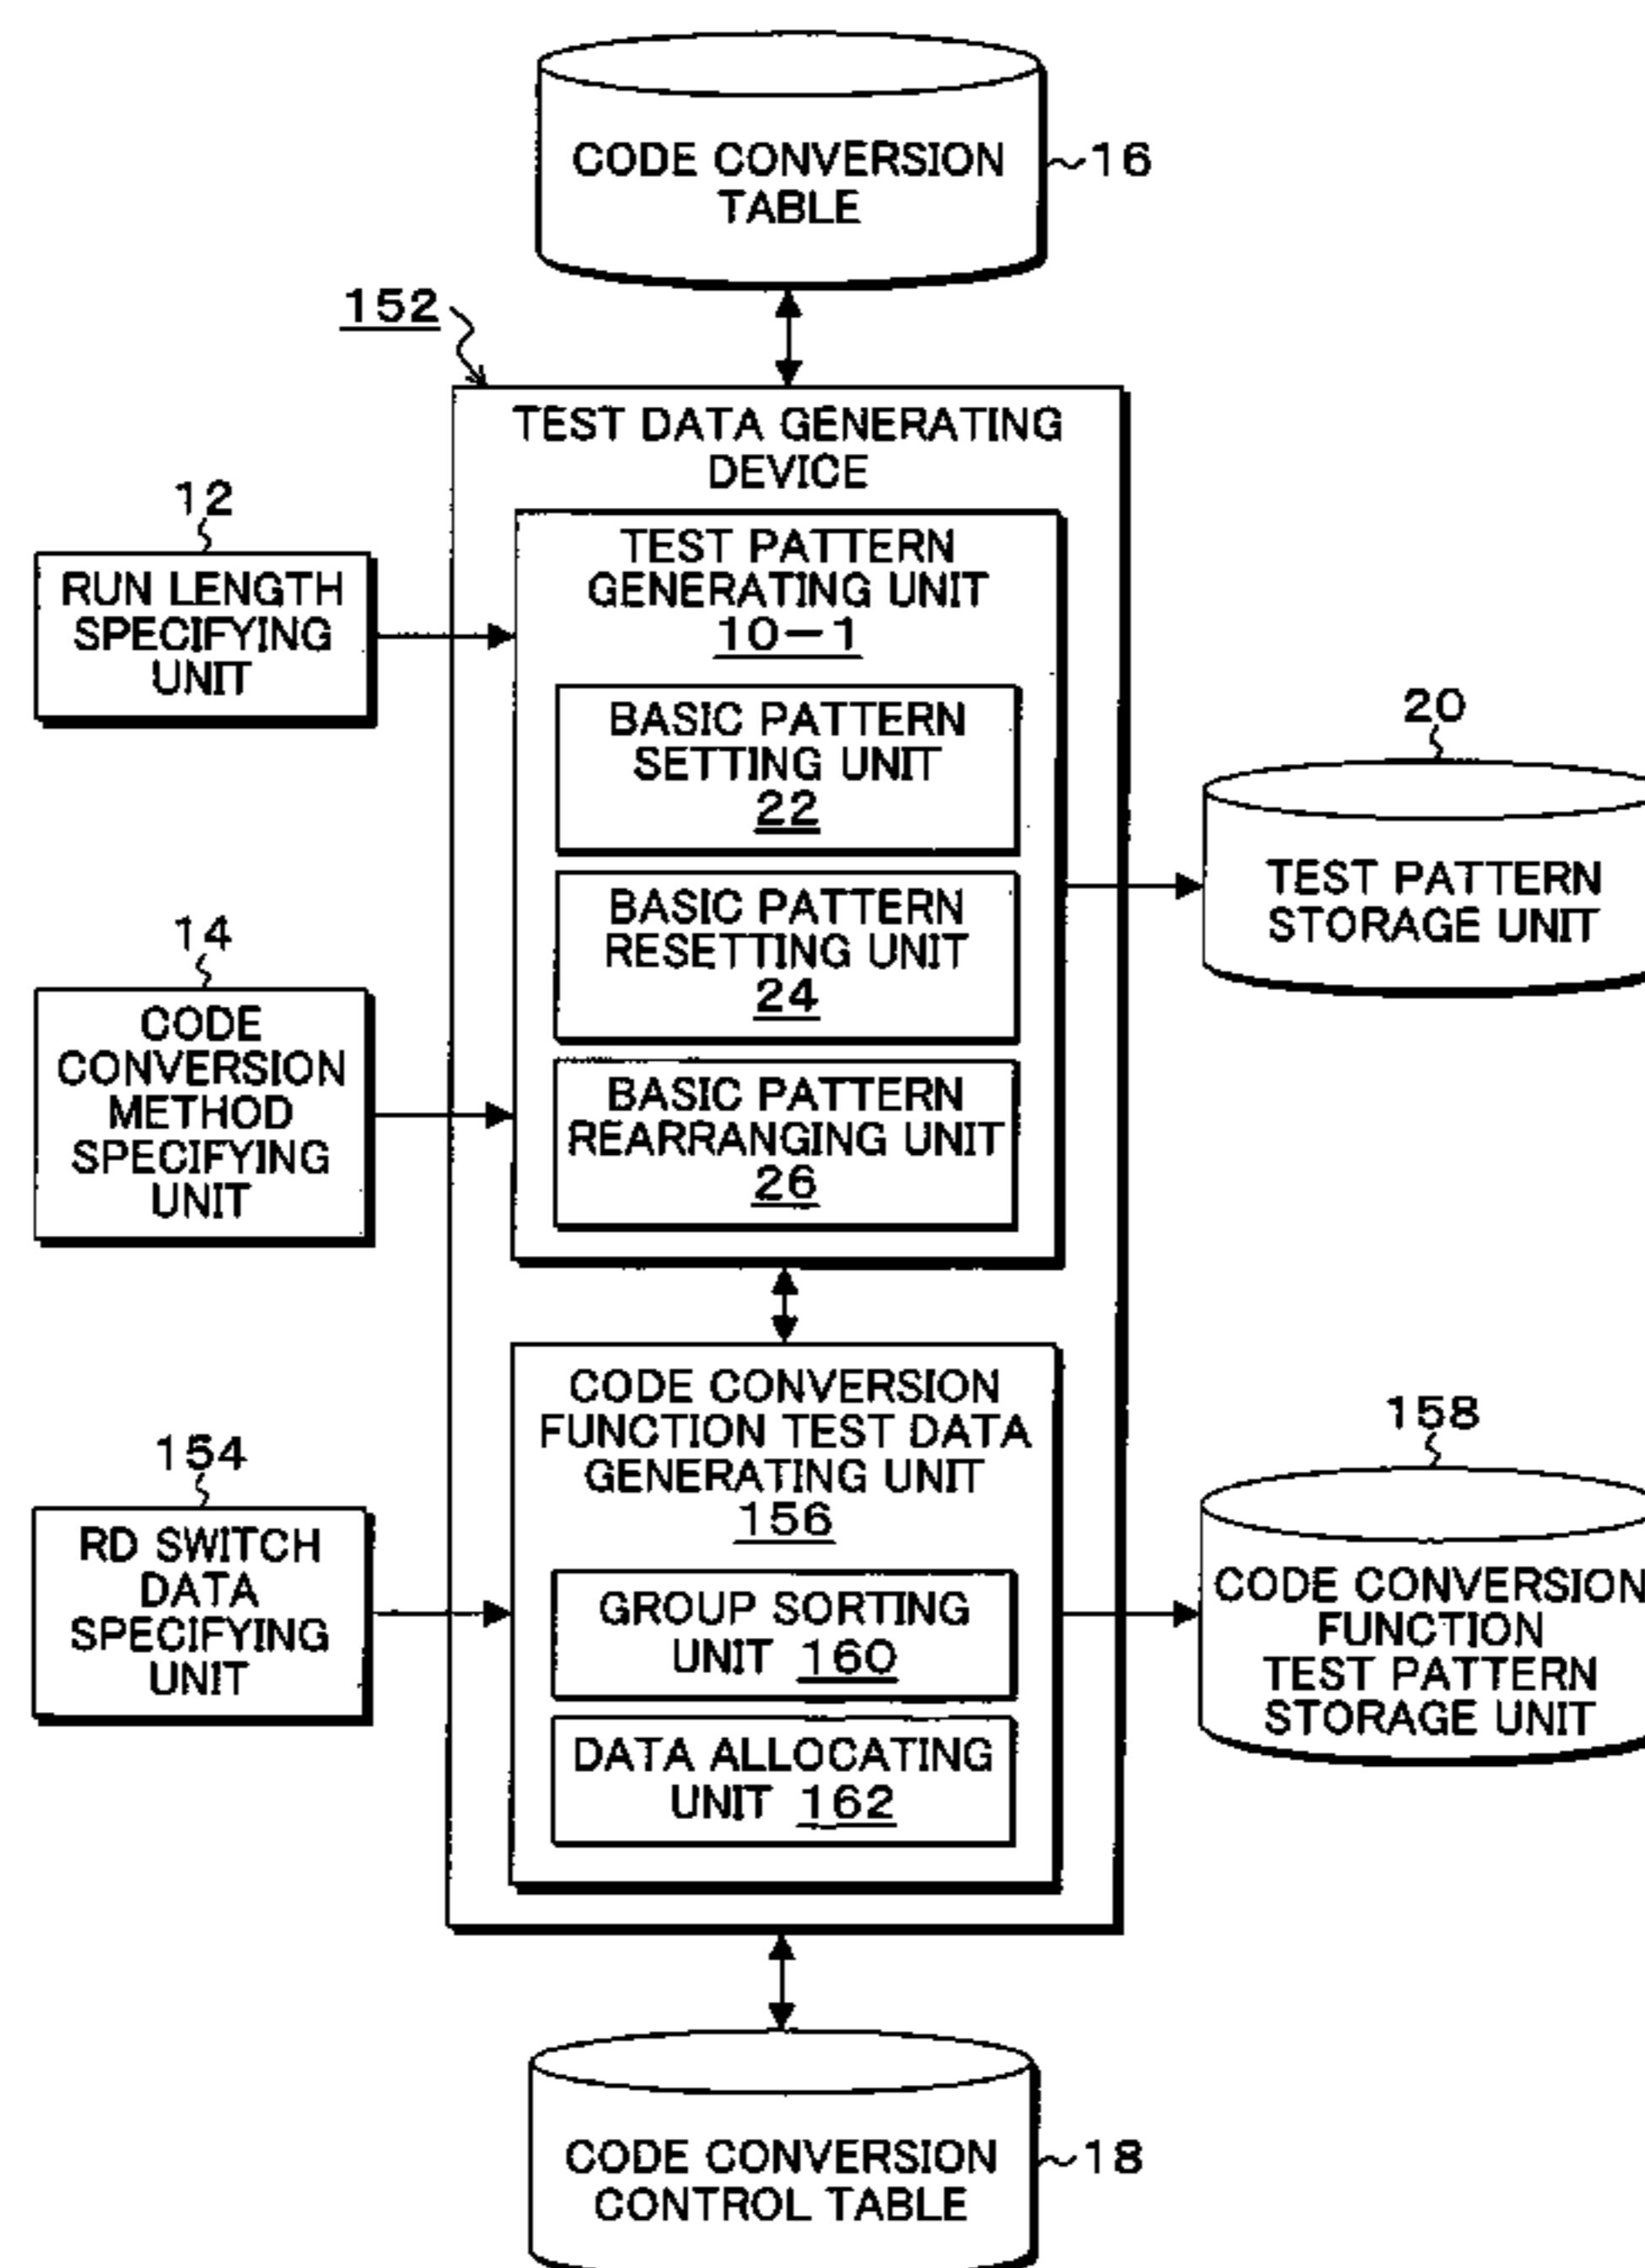 CODE CONVERSION
TABLE
16
152
TEST DATA GENERATING
DEVICE
12
RUN LENGTH
SPECIFYING
UNIT
TEST PATTERN
GENERATING UNIT
10-1
BASIC PATTERN
SETTING UNIT
22
BASIC PATTERN
RESETTING UNIT
24
BASIC PATTERN
REARRANGING UNIT
26
20
TEST PATTERN
STORAGE UNIT
14
CODE
CONVERSION
METHOD
SPECIFYING
UNIT
154
RD SWITCH
DATA
SPECIFYING
UNIT
CODE CONVERSION
FUNCTION TEST DATA
GENERATING UNIT
156
GROUP SORTING
UNIT 160
DATA ALLOCATING
UNIT 162
158
CODE CONVERSION
FUNCTION
TEST PATTERN
STORAGE UNIT
CODE CONVERSION
CONTROL TABLE
18